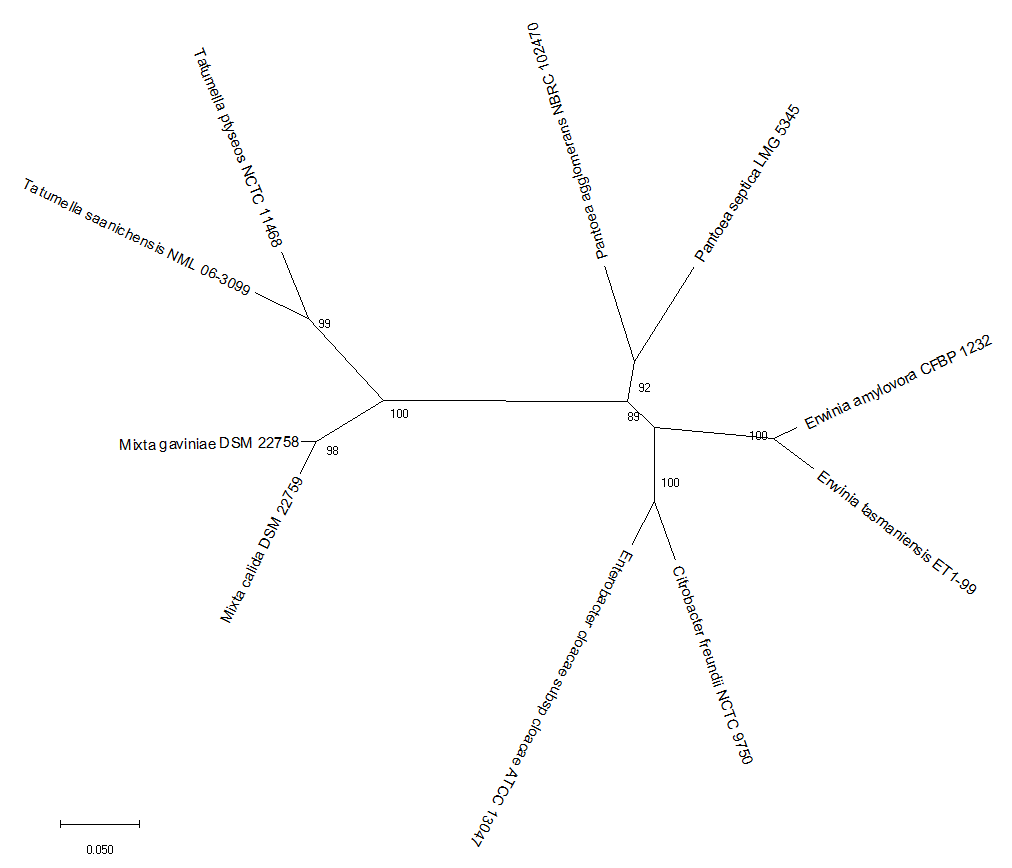 Pantoea agglomerans NBRC 102470
Tatumella ptyseos NCTC 11468
Pantoea septica LMG 5345
Tatumella saanichensis NML 06-3099
99
Erwinia amylovora CFBP 1232
92
100
89
100
Mixta gaviniae DSM 22758
98
Erwinia tasmaniensis ET1-99
100
Mixta calida DSM 22759
Enterobacter cloacae subsp cloacae ATCC 13047
Citrobacter freundii NCTC 9750
0.050